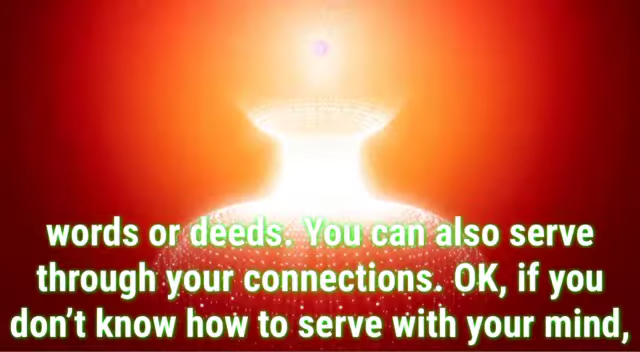 words or deeds. You can also serve
through your connections. OK, if you
don’t know how to serve with your mind,